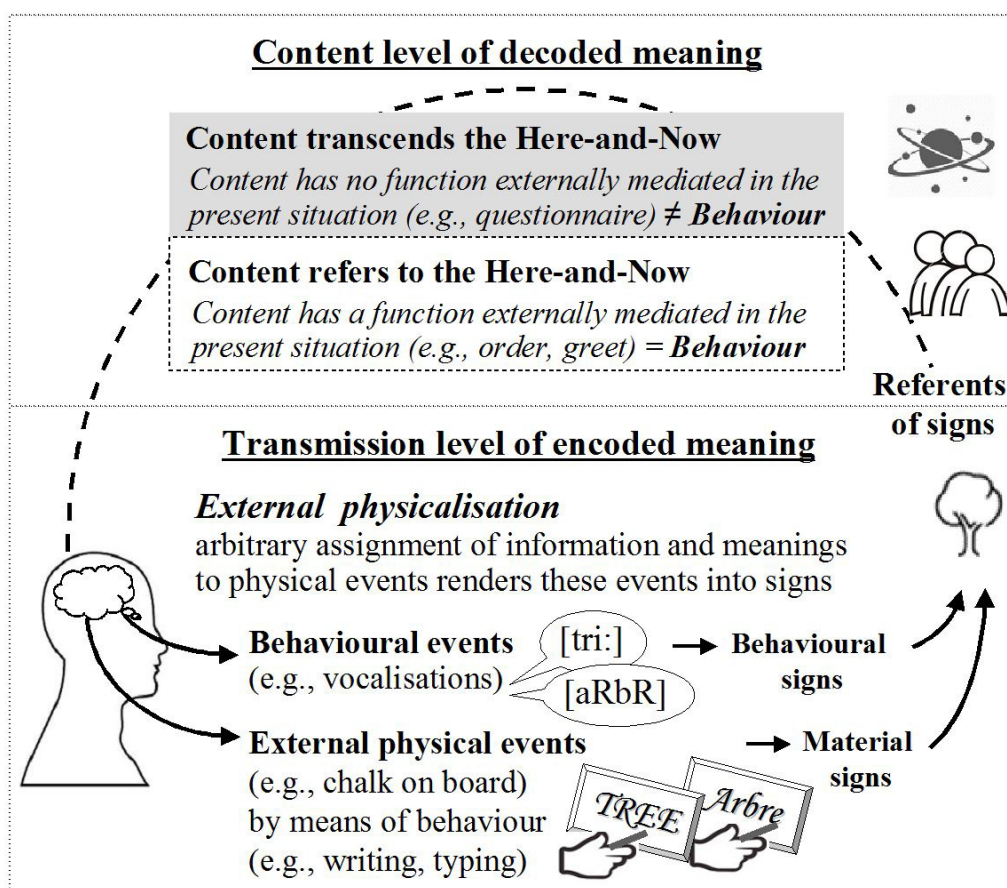 Content level of decoded meaning
Content transcends the Here-and-Now
Content has no function externally mediated in the
present situation (e.g., questionnaire) ≠ Behaviour
Content refers to the Here-and-Now
Content has a function externally mediated in the
present situation (e.g., order, greet) = Behaviour
Referents
of signs
Transmission level of encoded meaning
External physicalisation
arbitrary assignment of information and meanings
to physical events renders these events into signs
Behavioural events
(e.g., vocalisations)
[tri:]
[aRbR]
Behavioural
signs
External physical events
(e.g., chalk on board)
by means of behaviour
(e.g., writing, typing)
TREE
Arbre
Material
signs